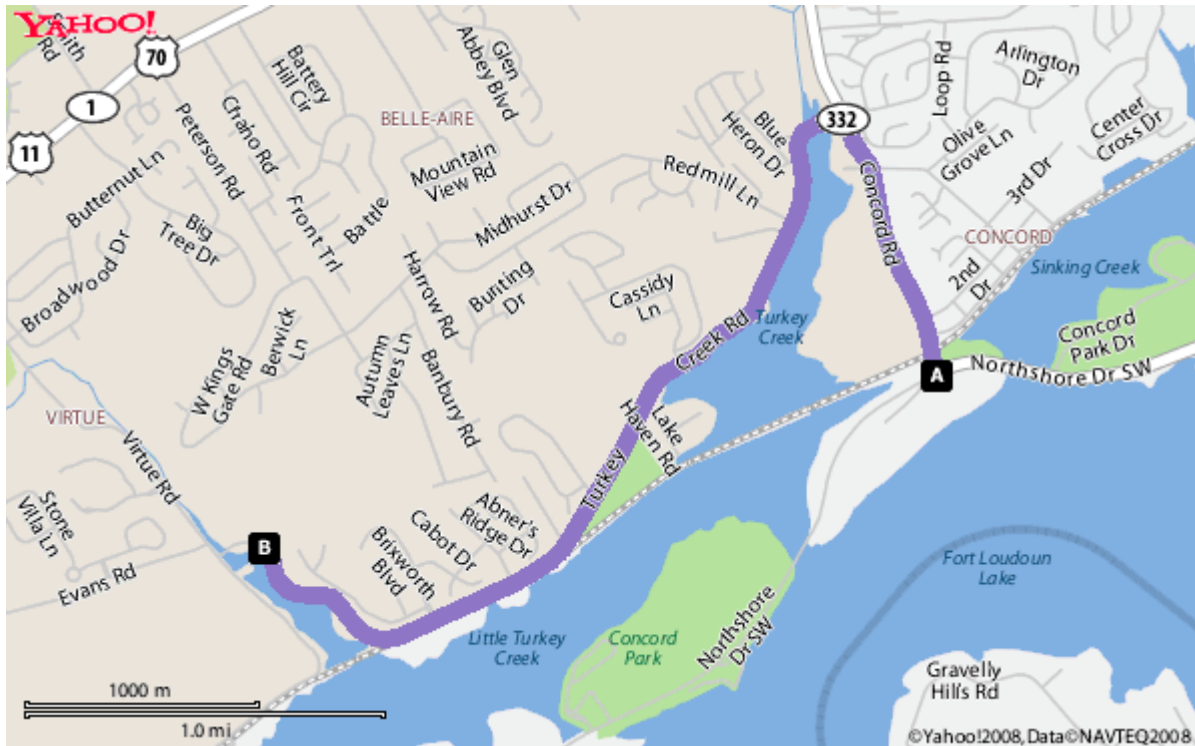 YAHOO!
Smith
Rd
70
1
11
Battery
Hill Cir
Glen
Abbey Blvd
Chaho Rd
Peterson Rd
BELLE-AIRE
332
Loop Rd
Arlington
Dr
Olive
Grove Ln
Center
Cross Dr
3rd Dr
Blue
Heron Dr
Redmill Ln
Mountain
View Rd
Midhurst Dr
Butternut Ln
Big
Tree Dr
Front Trl
Battle
Broadwood Dr
Concord Rd
CONCORD
2nd
Dr
Sinking Creek
Harrow Rd
Bunting
Dr
Cassidy
Ln
Turkey
Creek
Creek Rd
Concord
Park Dr
A
Northshore Dr SW
W Kings
Gate Rd
Berwick
Ln
Autumn
Leaves Ln
Banbury Rd
VIRTUE
Virtue Rd
Lake
Haven Rd
Turkey
Stone
Villa Ln
Abner's
Ridge Dr
Cabot Dr
Brixworth
Blvd
B
Evans Rd
Fort Loudoun
Lake
Little Turkey
Creek
Concord
Park
Northshore
Dr SW
Gravelly
Hills Rd
1000 m
1.0 mi
©Yahoo!2008, Data©NAVTEQ2008